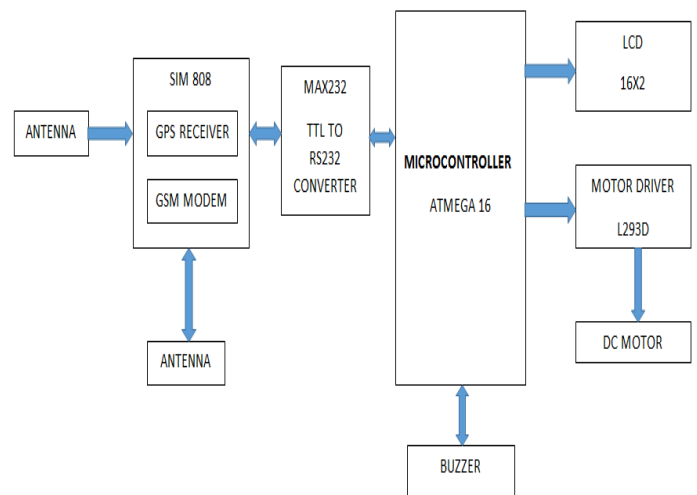 ANTENNA
SIM 808
GPS RECEIVER
GSM MODEM
ANTENNA
MAX232
TTL TO
RS232
CONVERTER
MICROCONTROLLER
ATMEGA 16
BUZZER
LCD
16X2
MOTOR DRIVER
L293D
DC MOTOR